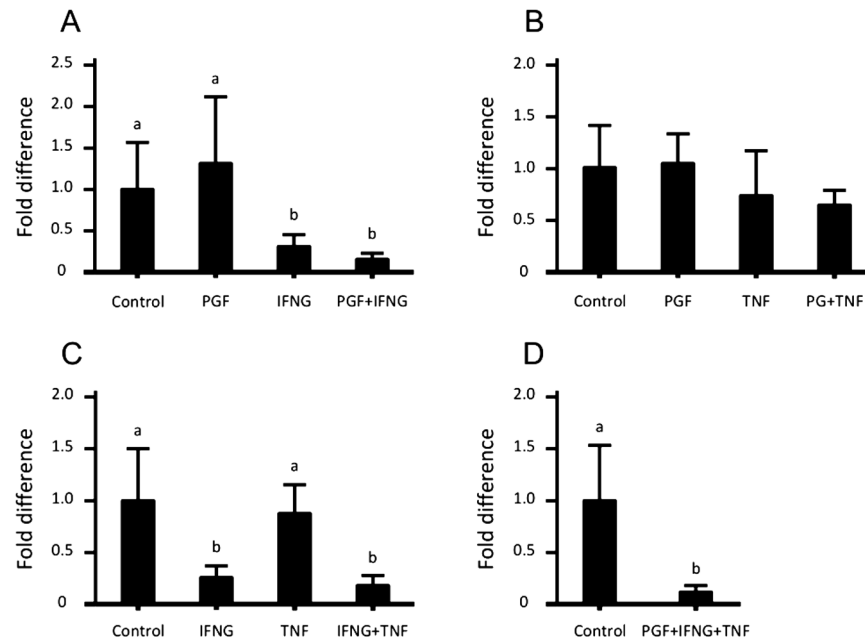 A
Fold difference
2.5
2.0
1.5
1.0
0.5
0
a
a
b
b
Control PGF IFNG PGF+IFNG
B
Fold difference
2.0
1.5
1.0
0.5
0
Control PGF TNF PG+TNF
C
Fold difference
2.0
1.5
1.0
0.5
0
a
b
a
b
Control IFNG TNF IFNG+TNF
D
Fold difference
2.0
1.5
1.0
0.5
0
a
b
Control PGF+IFNG+TNF